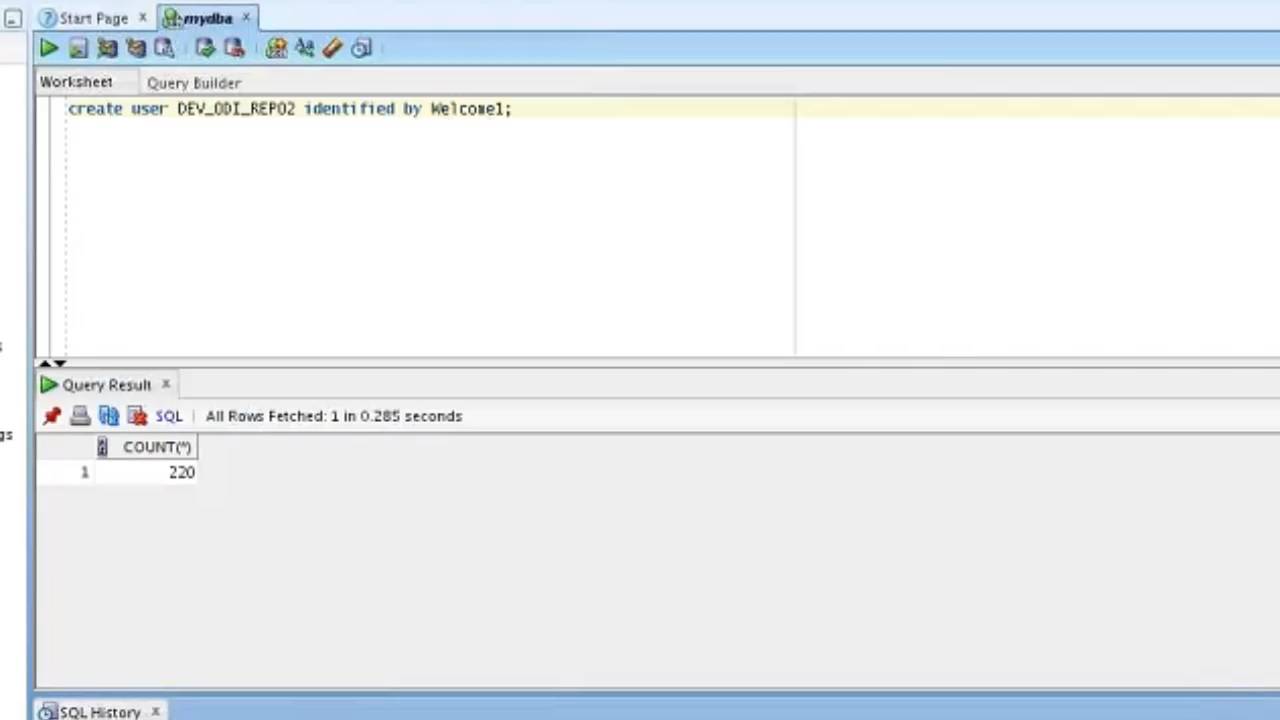 Start Page
mydba
Worksheet Query Builder
create user DEV_ODI_REPO2 identified by Welcome1;
Query Result
SQL All Rows Fetched: 1 in 0.285 seconds
COUNT(*)
1 220
SQL History